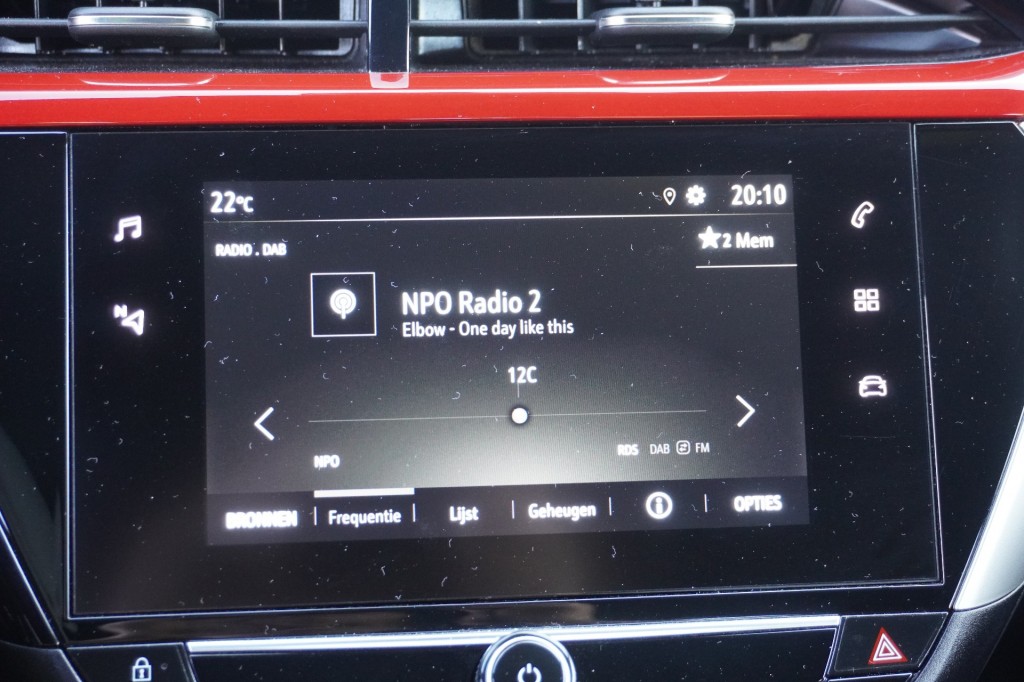 22°C
20:10
RADIO . DAB
2 Mem
NPO Radio 2
Elbow - One day like this
12C
NPO
RDS DAB FM
BRONNEN Frequentie Lijst Geheugen OPTIES
N